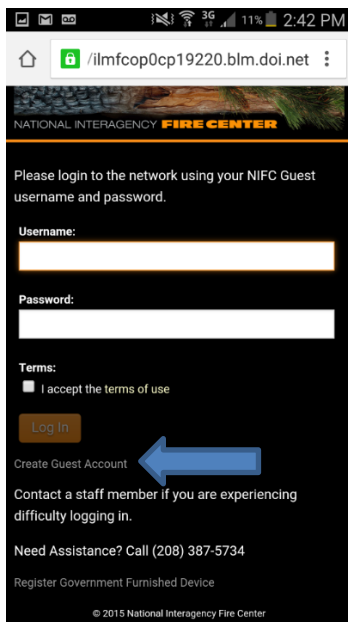 3G 11% 2:42 PM
/ilmfcop0cp19220.blm.doi.net
NATIONAL INTERAGENCY FIRE CENTER
Please login to the network using your NIFC Guest
username and password.
Username:
Password:
Terms:
I accept the terms of use
Log In
Create Guest Account
Contact a staff member if you are experiencing
difficulty logging in.
Need Assistance? Call (208) 387-5734
Register Government Furnished Device
© 2015 National Interagency Fire Center